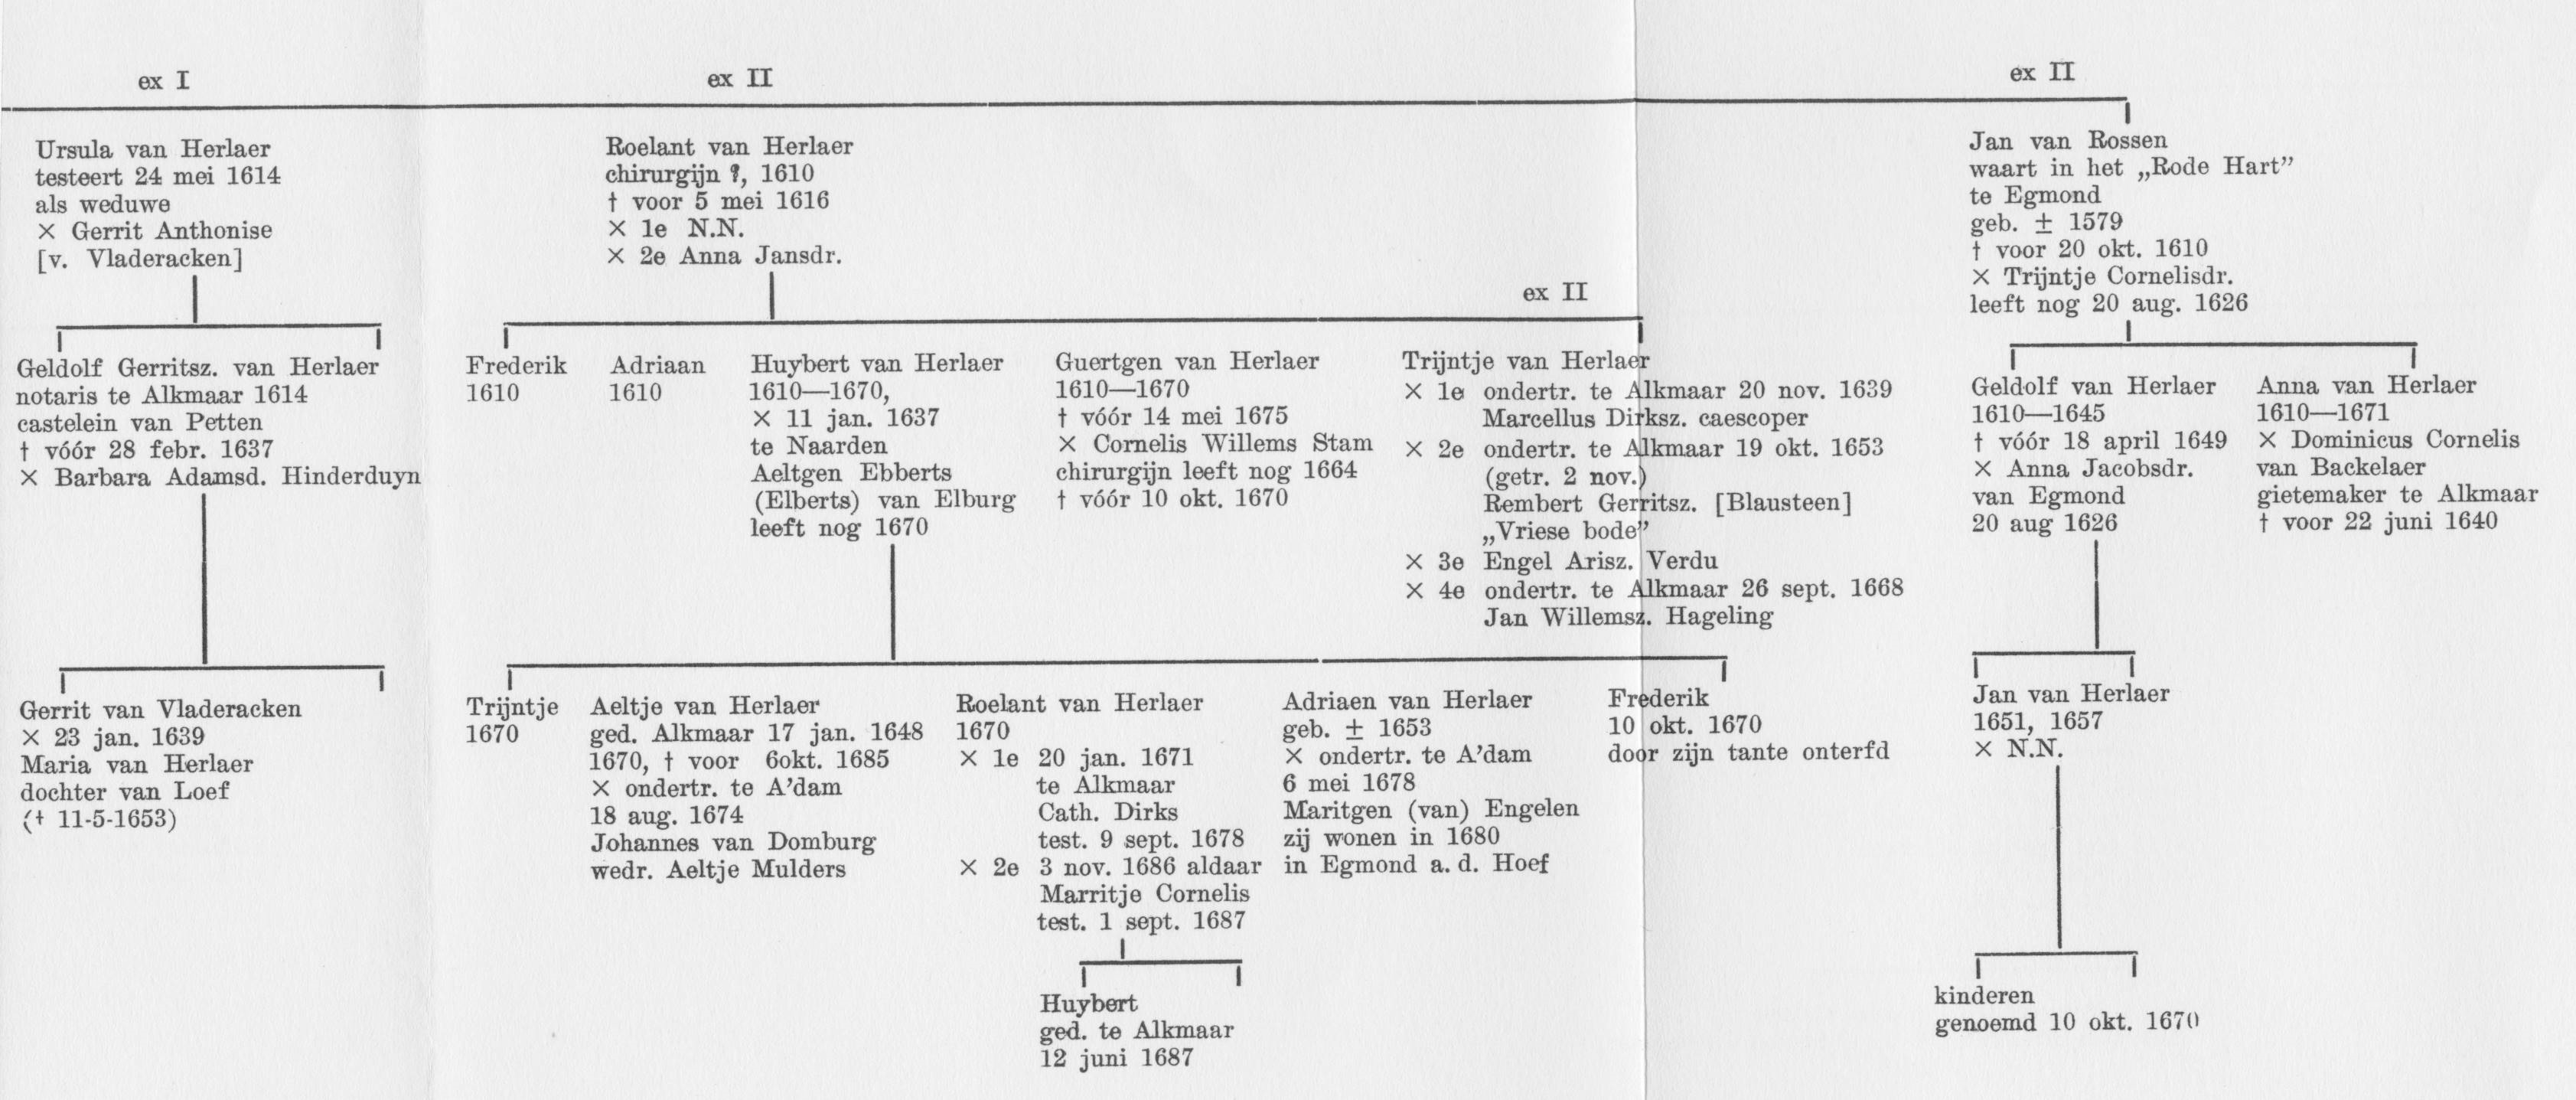 ex I
ex II
ex II
Ursula van Herlaer
testeert 24 mei 1614
als weduwe
× Gerrit Anthonise
[v. Vladeracken]
Roelant van Herlaer
chirurgijn ?, 1610
† voor 5 mei 1616
× 1e N.N.
× 2e Anna Jansdr.
Jan van Rossen
waart in het „Rode Hart”
te Egmond
geb. ± 1579
† voor 20 okt. 1610
× Trijntje Cornelisdr.
leeft nog 20 aug. 1626
ex II
Geldolf Gerritsz. van Herlaer
notaris te Alkmaar 1614
castelein van Petten
† vóór 28 febr. 1637
× Barbara Adamsd. Hinderduyn
Frederik
1610
Adriaan
1610
Huybert van Herlaer
1610—1670,
× 11 jan. 1637
te Naarden
Aeltgen Ebberts
(Elberts) van Elburg
leeft nog 1670
Guertgen van Herlaer
1610—1670
† vóór 14 mei 1675
× Cornelis Willems Stam
chirurgijn leeft nog 1664
† vóór 10 okt. 1670
Trijntje van Herlaer
× 1e ondertr. te Alkmaar 20 nov. 1639
Marcellus Dirksz. caescoper
× 2e ondertr. te Alkmaar 19 okt. 1653
(getr. 2 nov.)
Rembert Gerritsz. [Blausteen]
„Vriese bode”
× 3e Engel Arisz. Verdu
× 4e ondertr. te Alkmaar 26 sept. 1668
Jan Willemsz. Hageling
Geldolf van Herlaer
1610—1645
† vóór 18 april 1649
× Anna Jacobsdr.
van Egmond
20 aug 1626
Anna van Herlaer
1610—1671
× Dominicus Cornelis
van Backelaer
gietemaker te Alkmaar
† voor 22 juni 1640
Gerrit van Vladeracken
× 23 jan. 1639
Maria van Herlaer
dochter van Loef
(† 11-5-1653)
Trijntje
1670
Aeltje van Herlaer
ged. Alkmaar 17 jan. 1648
1670, † voor 6okt. 1685
× ondertr. te A’dam
18 aug. 1674
Johannes van Domburg
wedr. Aeltje Mulders
Roelant van Herlaer
1670
× 1e 20 jan. 1671
te Alkmaar
Cath. Dirks
test. 9 sept. 1678
× 2e 3 nov. 1686 aldaar
Marritje Cornelis
test. 1 sept. 1687
Adriaen van Herlaer
geb. ± 1653
× ondertr. te A’dam
6 mei 1678
Maritgen (van) Engelen
zij wonen in 1680
in Egmond a. d. Hoef
Frederik
10 okt. 1670
door zijn tante onterfd
Jan van Herlaer
1651, 1657
× N.N.
Huybert
ged. te Alkmaar
12 juni 1687
kinderen
genoemd 10 okt. 1670